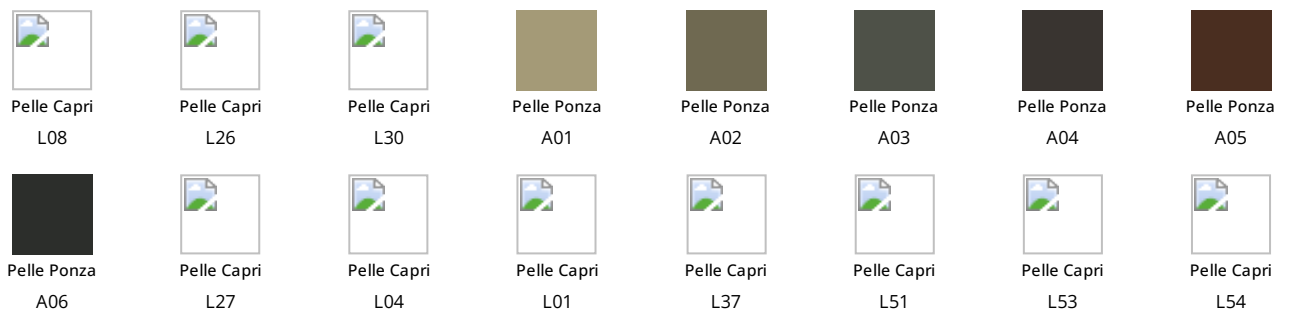 Pelle Capri
L08
Pelle Capri
L26
Pelle Capri
L30
Pelle Ponza
A01
Pelle Ponza
A02
Pelle Ponza
A03
Pelle Ponza
A04
Pelle Ponza
A05
Pelle Ponza
A06
Pelle Capri
L27
Pelle Capri
L04
Pelle Capri
L01
Pelle Capri
L37
Pelle Capri
L51
Pelle Capri
L53
Pelle Capri
L54